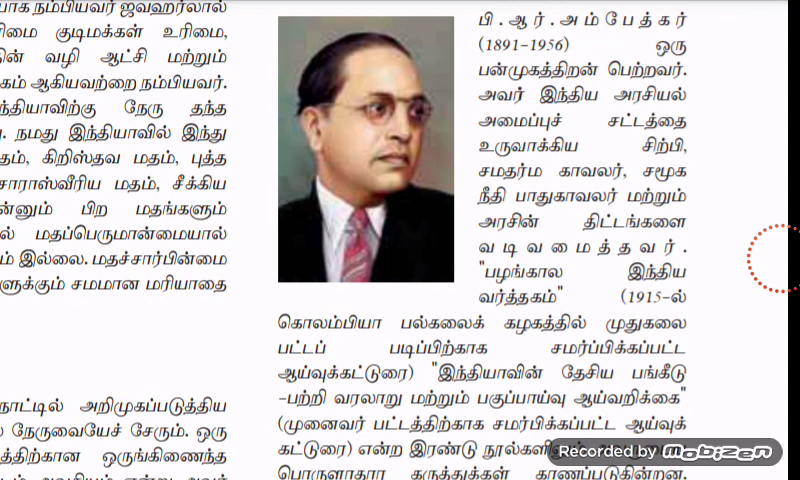 பாக நம்பியவர் ஜவஹர்லால்
ரிமை குடிமக்கள் உரிமை,
தின் வழி ஆட்சி மற்றும்
கம் ஆகியவற்றை நம்பியவர்.
ந்தியாவிற்கு நேரு தந்த
து. நமது இந்தியாவில் இந்து
தம், கிறிஸ்தவ மதம், புத்த
சாராஸ்வீரிய மதம், சீக்கிய
ன்னும் பிற மதங்களும்
ல் மதப்பெருமான்மையால்
ம் இல்லை. மதச்சார்பின்மை
ளுக்கும் சமமான மரியாதை
நாட்டில் அறிமுகப்படுத்திய
நேருவையேச் சேரும். ஒரு
த்திற்கான ஒருங்கிணைந்த
பி.ஆர்.அம்பேத்கர்
(1891-1956) ஒரு
பன்முகத்திறன் பெற்றவர்.
அவர் இந்திய அரசியல்
அமைப்புச் சட்டத்தை
உருவாக்கிய சிற்பி,
சமதர்ம காவலர், சமூக
நீதி பாதுகாவலர் மற்றும்
அரசின் திட்டங்களை
வடிவமைத்தவர்.
"பழங்கால இந்திய
வர்த்தகம்" (1915-ல்
கொலம்பியா பல்கலைக் கழகத்தில் முதுகலை
பட்டப் படிப்பிற்காக சமர்ப்பிக்கப்பட்ட
ஆய்வுக்கட்டுரை) "இந்தியாவின் தேசிய பங்கீடு
-பற்றி வரலாறு மற்றும் பகுப்பாய்வு ஆய்வறிக்கை"
(முனைவர் பட்டத்திற்காக சமர்பிக்கப்பட்ட ஆய்வுக்
கட்டுரை) என்ற இரண்டு
பொருளாதார கருத்துக்கள் காணப்படுகின்றன.
Recorded by mobizen